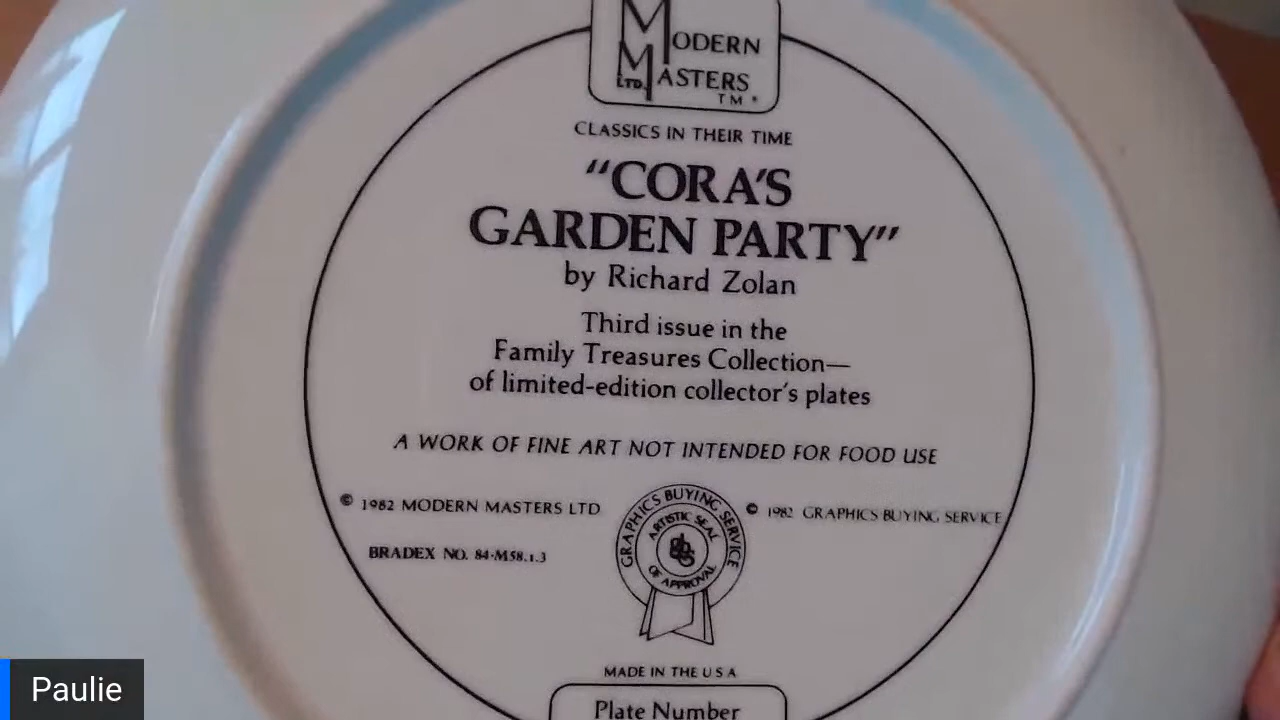 MODERN
LTD. MASTERS
TM
CLASSICS IN THEIR TIME
"CORA'S
GARDEN PARTY"
by Richard Zolan
Third issue in the
Family Treasures Collection—
of limited-edition collector's plates
A WORK OF FINE ART NOT INTENDED FOR FOOD USE
© 1982 MODERN MASTERS LTD
© 1982 GRAPHICS BUYING SERVICE
BRADEX NO. 84-M58.1.3
GRAPHICS BUYING SERVICE
ARTISTIC SEAL
gbs
OF APPROVAL
MADE IN THE U S A
Plate Number
Paulie